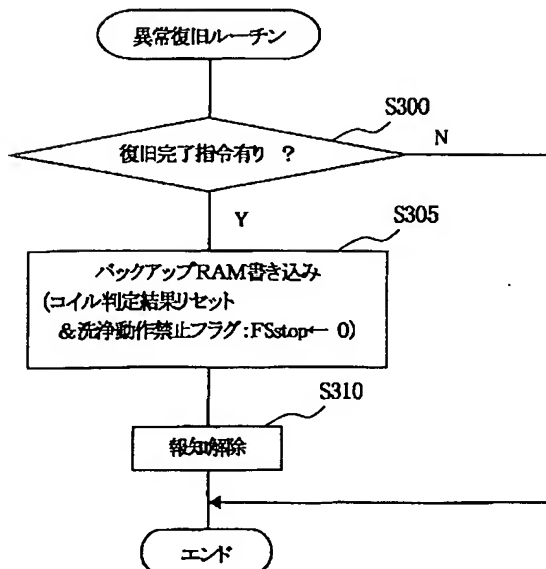 異常復旧ルーチン
S300
復旧完了指令有り ?
N
Y
S305
バックアップRAM書き込み
(コイル判定結果リセット
&洗浄動作禁止フラグ:FSstop← 0)
S310
報知解除
エンド